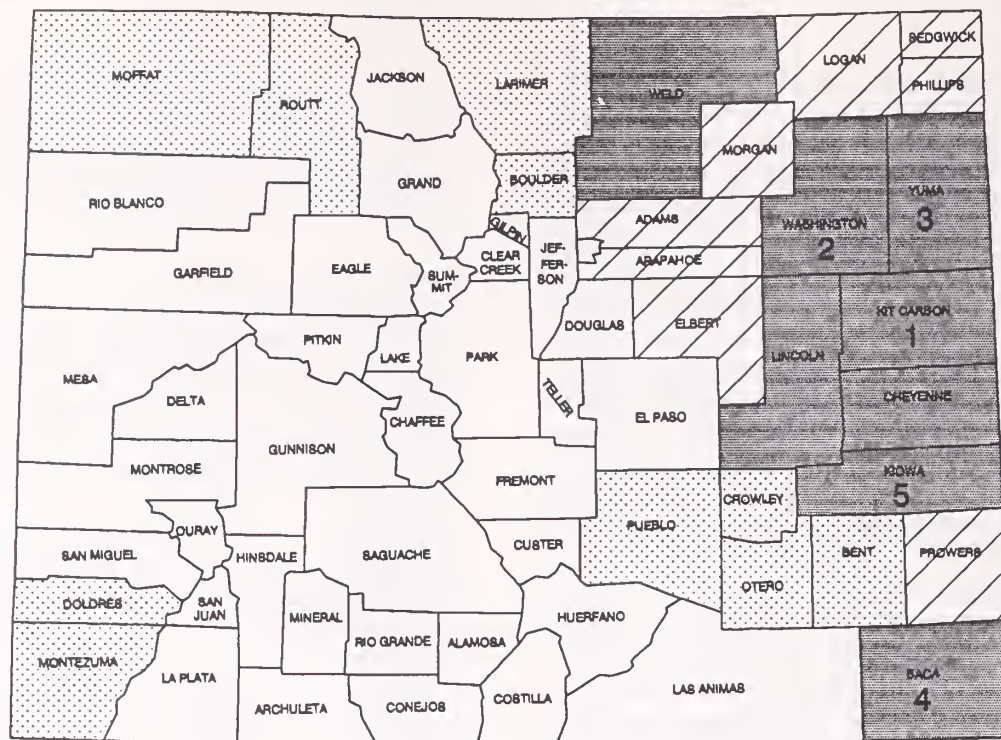 MOFFAT
ROUTT
JACKSON
LARIMER
WELD
LOGAN
SEDGWICK
PHILLIPS
MORGAN
RIO BLANCO
GRAND
BOULDER
WASHINGTON
2
YUMA
3
GARFIELD
EAGLE
SUM-
MIT
GILPIN
CLEAR
CREEK
JEF-
FER-
SON
ADAMS
ARAPAHOE
DOUGLAS
ELBERT
LINCOLN
KIT CARSON
1
PITKIN
LAKE
PARK
MESA
DELTA
CHAFFEE
TELLER
EL PASO
CHEYENNE
GUNNISON
MONTROSE
FREMONT
KIOWA
5
CROWLEY
PUEBLO
OURAY
SAN MIGUEL
HINSDALE
SAGUACHE
CUSTER
OTERO
BENT
PROWERS
DOLORES
SAN
JUAN
MINERAL
RIO GRANDE
ALAMOSA
HUERFANO
MONTEZUMA
LA PLATA
ARCHULETA
CONEJOS
COSTILLA
LAS ANIMAS
BACA
4